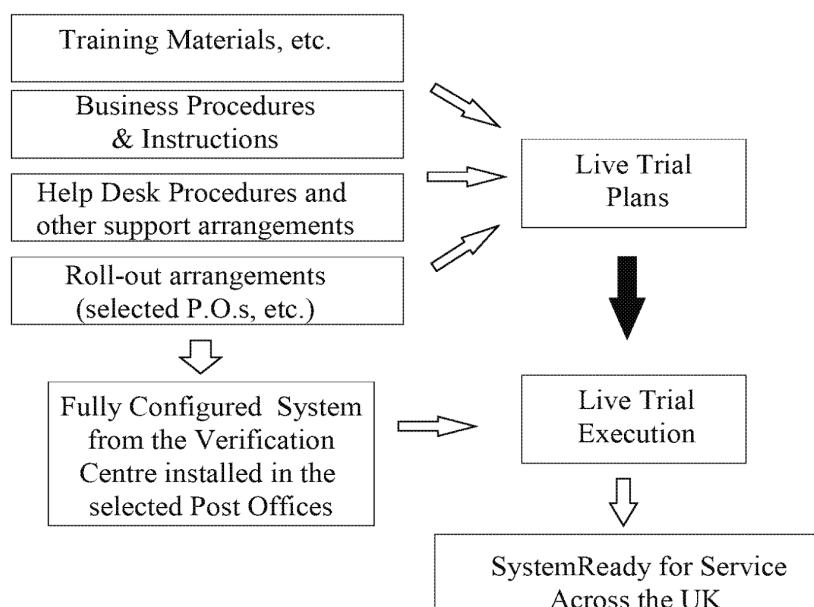 Training Materials, etc.
Business Procedures
& Instructions
Help Desk Procedures and
other support arrangements
Roll-out arrangements
(selected P.O.s, etc.)
Live Trial
Plans
Fully Configured System
from the Verification
Centre installed in the
selected Post Offices
Live Trial
Execution
SystemReady for Service
Across the UK